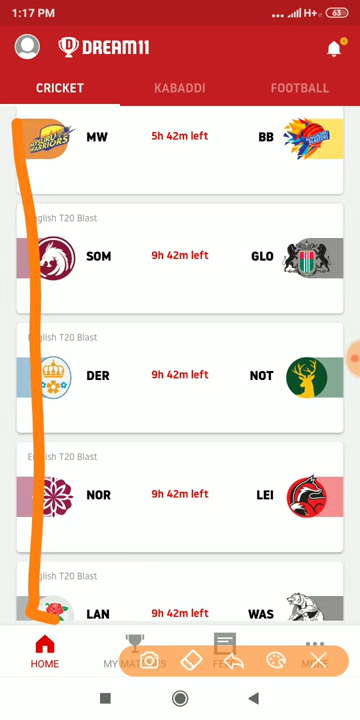 1:17 PM
H+
63
DREAM11
CRICKET KABADDI FOOTBALL
MW 5h 42m left BB
English T20 Blast
SOM 9h 42m left GLO
English T20 Blast
DER 9h 42m left NOT
English T20 Blast
NOR 9h 42m left LEI
English T20 Blast
LAN 9h 42m left WAS
HOME